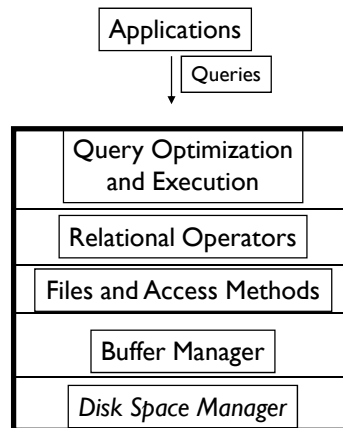 Applications
Queries
Query Optimization
and Execution
Relational Operators
Files and Access Methods
Buffer Manager
Disk Space Manager